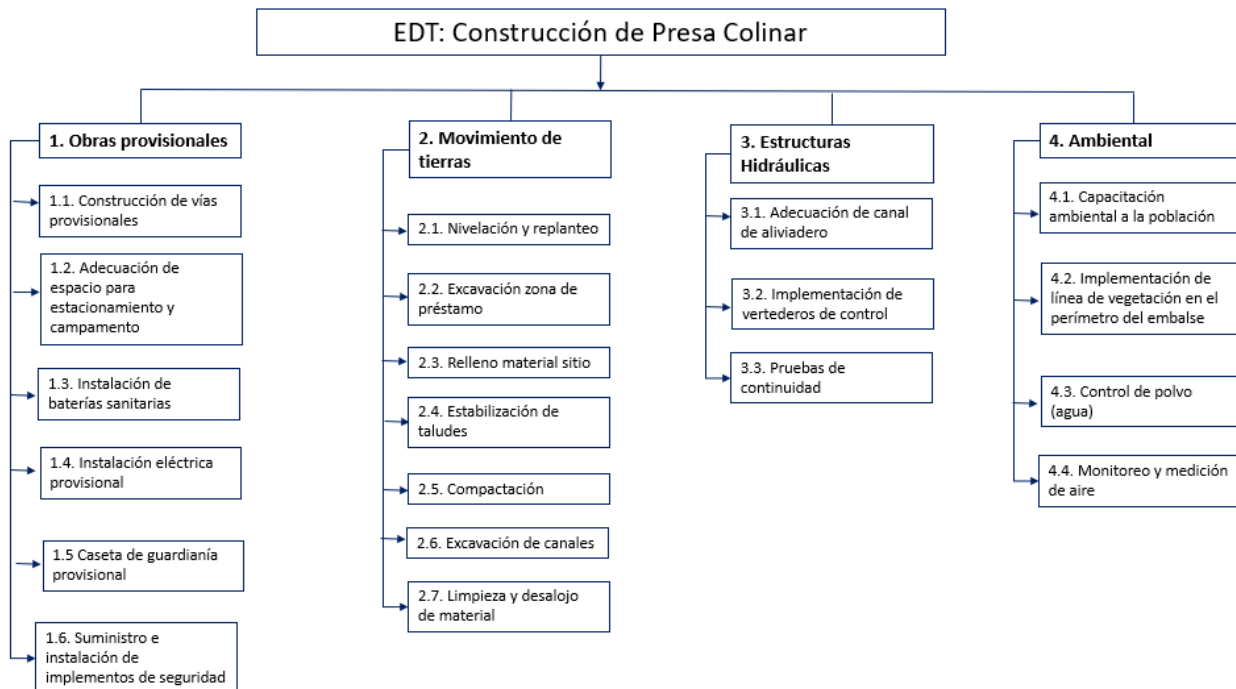 EDT: Construcción de Presa Colinar
1. Obras provisionales
1.1. Construcción de vías
provisionales
1.2. Adecuación de
espacio para
estacionamiento y
campamento
1.3. Instalación de
baterías sanitarias
1.4. Instalación eléctrica
provisional
1.5 Caseta de guardianía
provisional
1.6. Suministro e
instalación de
implementos de seguridad
2. Movimiento de
tierras
2.1. Nivelación y replanteo
2.2. Excavación zona de
préstamo
2.3. Relleno material sitio
2.4. Estabilización de
taludes
2.5. Compactación
2.6. Excavación de canales
2.7. Limpieza y desalojo
de material
3. Estructuras
Hidráulicas
3.1. Adecuación de canal
de aliviadero
3.2. Implementación de
vertederos de control
3.3. Pruebas de
continuidad
4. Ambiental
4.1. Capacitación
ambiental a la población
4.2. Implementación de
línea de vegetación en el
perímetro del embalse
4.3. Control de polvo
(agua)
4.4. Monitoreo y medición
de aire